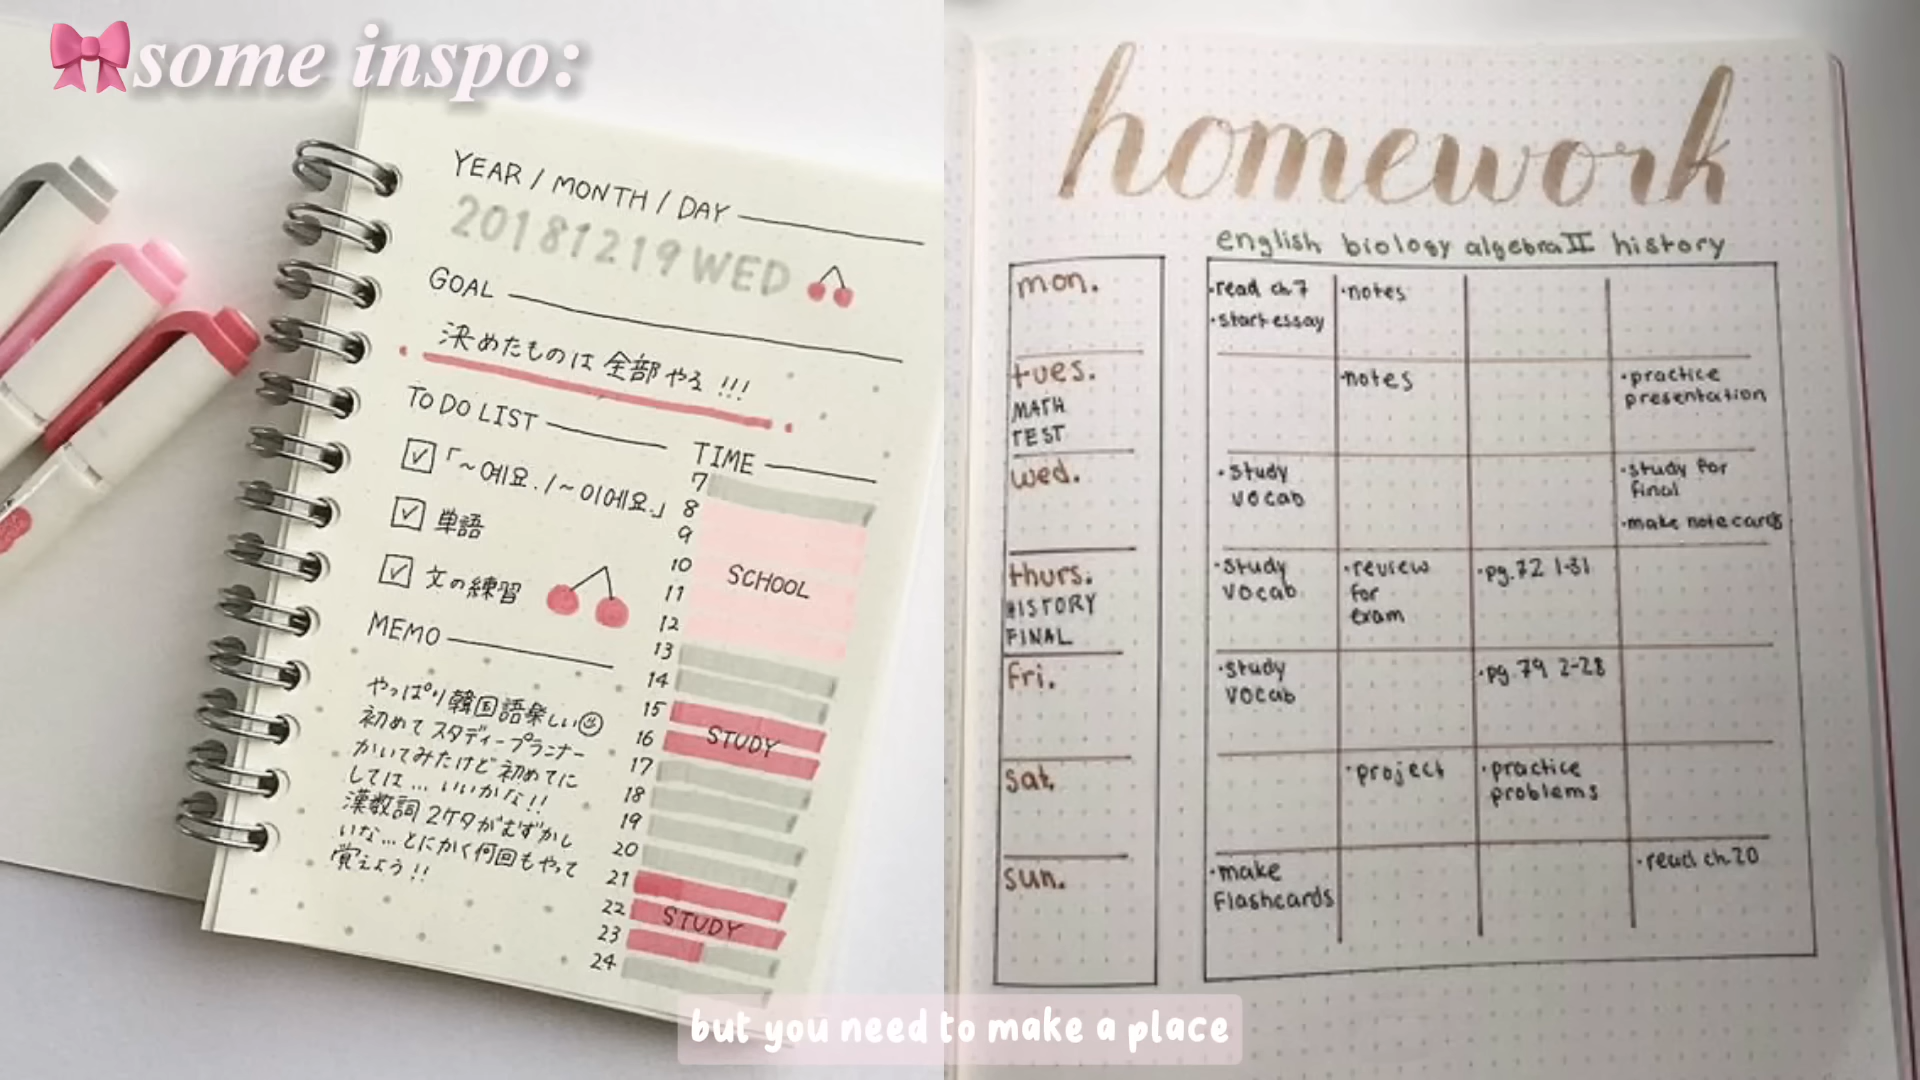 🎀some inspo:
YEAR / MONTH / DAY
20181219 WED
GOAL
決めたものは全部やる!!!
TO DO LIST
「~예요./~이에요.」
単語
文の練習
MEMO
やっぱり韓国語楽しい
初めてスタディープランナー
かいてみたけど初めてに
しては...いいかな!!
漢数詞2ケタがむずかし
いな...とにかく何回もやって
覚えよう!!
TIME
7
8
9
10
11
12
SCHOOL
13
14
15
16
STUDY
17
18
19
20
21
22
STUDY
23
24
homework
english biology algebra II history
mon.
·read ch 7
·start essay
·notes
tues.
MATH
TEST
·notes
·practice
presentation
wed.
·study
vocab
·study for
final
·make notecards
thurs.
HISTORY
FINAL
·study
vocab
·review
for
exam
·pg.72 1-31
fri.
·study
vocab
·pg.79 2-28
sat.
·project
·practice
problems
sun.
·make
flashcards
·read ch.20
but you need to make a place